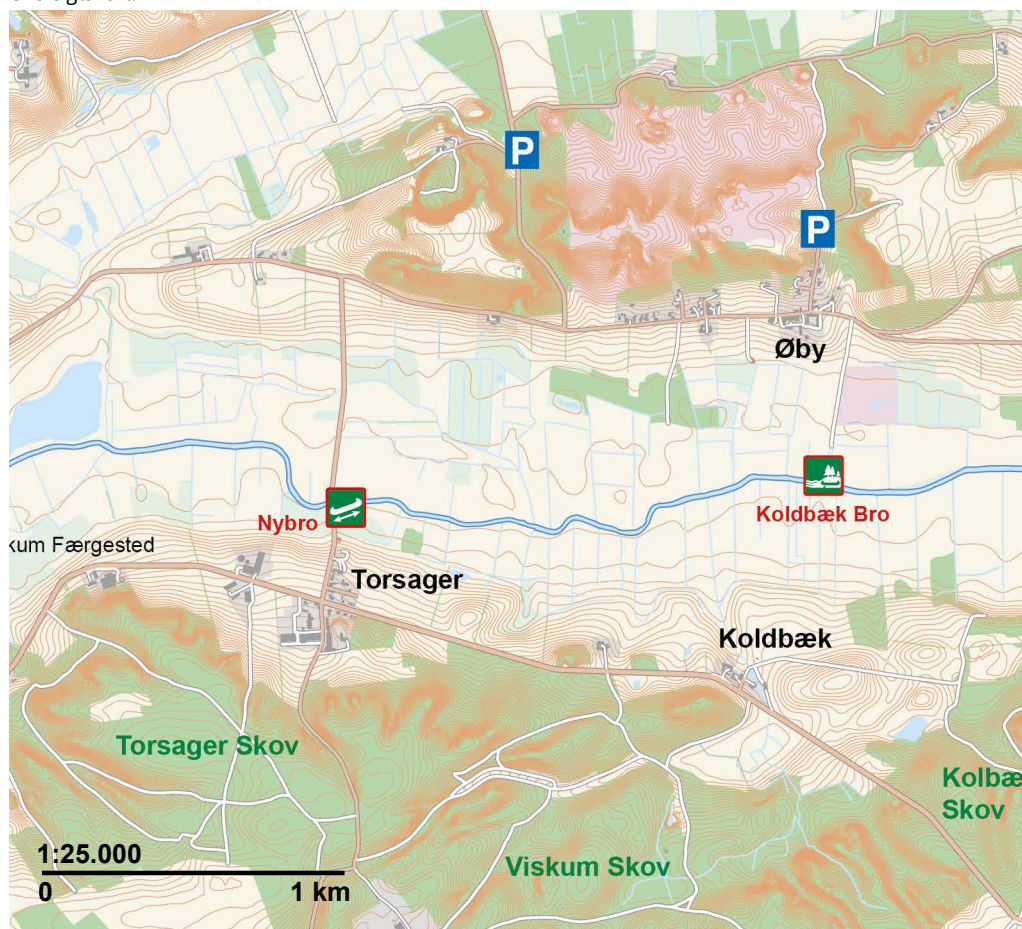 P
P
Øby
Nybro
Koldbæk Bro
kum Færgested
Torsager
Koldbæk
Torsager Skov
Kolbæ
Skov
Viskum Skov
1:25.000
0 1 km